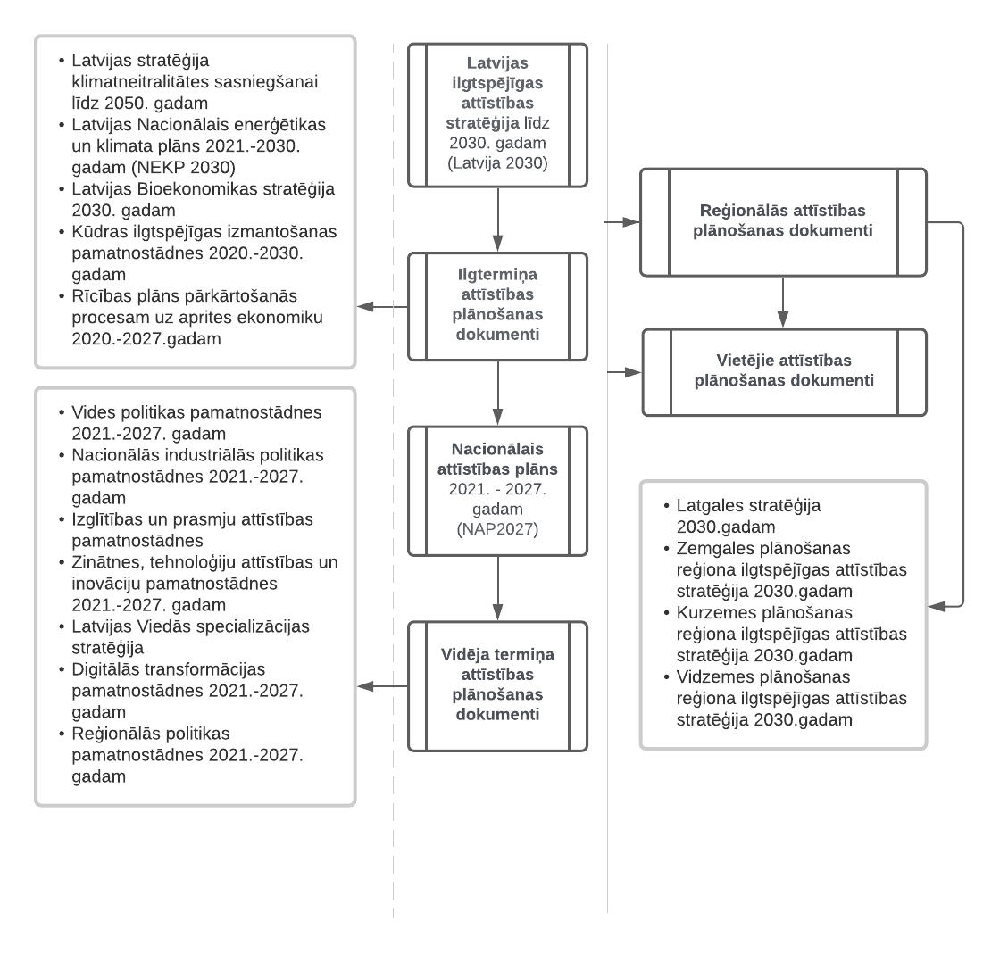 • Latvijas stratēģija
klimatneitralitātes sasniegšanai
līdz 2050. gadam
• Latvijas Nacionālais enerģētikas
un klimata plāns 2021.-2030.
gadam (NEKP 2030)
• Latvijas Bioekonomikas stratēģija
2030. gadam
• Kūdras ilgtspējīgas izmantošanas
pamatnostādnes 2020.-2030.
gadam
• Rīcības plāns pārkārtošanās
procesam uz aprites ekonomiku
2020.-2027.gadam
• Vides politikas pamatnostādnes
2021.-2027. gadam
• Nacionālās industriālās politikas
pamatnostādnes 2021.-2027.
gadam
• Izglītības un prasmju attīstības
pamatnostādnes
• Zinātnes, tehnoloģiju attīstības un
inovāciju pamatnostādnes
2021.-2027. gadam
• Latvijas Viedās specializācijas
stratēģija
• Digitālās transformācijas
pamatnostādnes 2021.-2027.
gadam
• Reģionālās politikas
pamatnostādnes 2021.-2027.
gadam
Latvijas
ilgtspējīgas
attīstības
stratēģija līdz
2030. gadam
(Latvija 2030)
Ilgtermiņa
attīstības
plānošanas
dokumenti
Nacionālais
attīstības plāns
2021. - 2027.
gadam
(NAP2027)
Vidēja termiņa
attīstības
plānošanas
dokumenti
Reģionālās attīstības
plānošanas dokumenti
Vietējie attīstības
plānošanas dokumenti
• Latgales stratēģija
2030.gadam
• Zemgales plānošanas
reģiona ilgtspējīgas attīstības
stratēģija 2030.gadam
• Kurzemes plānošanas
reģiona ilgtspējīgas attīstības
stratēģija 2030.gadam
• Vidzemes plānošanas
reģiona ilgtspējīgas attīstības
stratēģija 2030.gadam